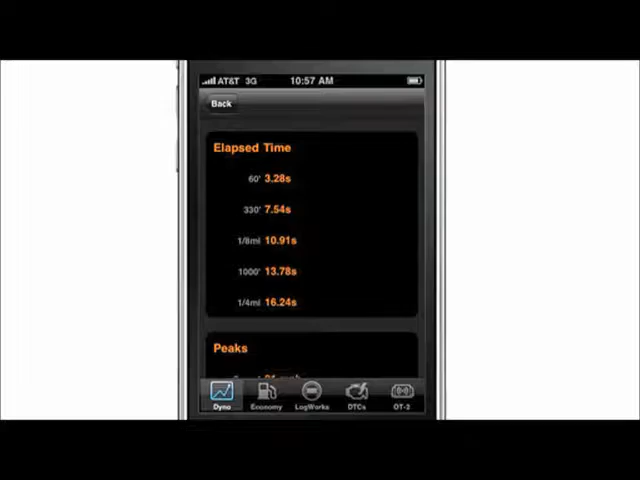 AT&T 3G 10:57 AM
Back
Elapsed Time
60' 3.28s
330' 7.54s
1/8mi 10.91s
1000' 13.78s
1/4mi 16.24s
Peaks
Dyno Economy LogWorks DTCs OT-2